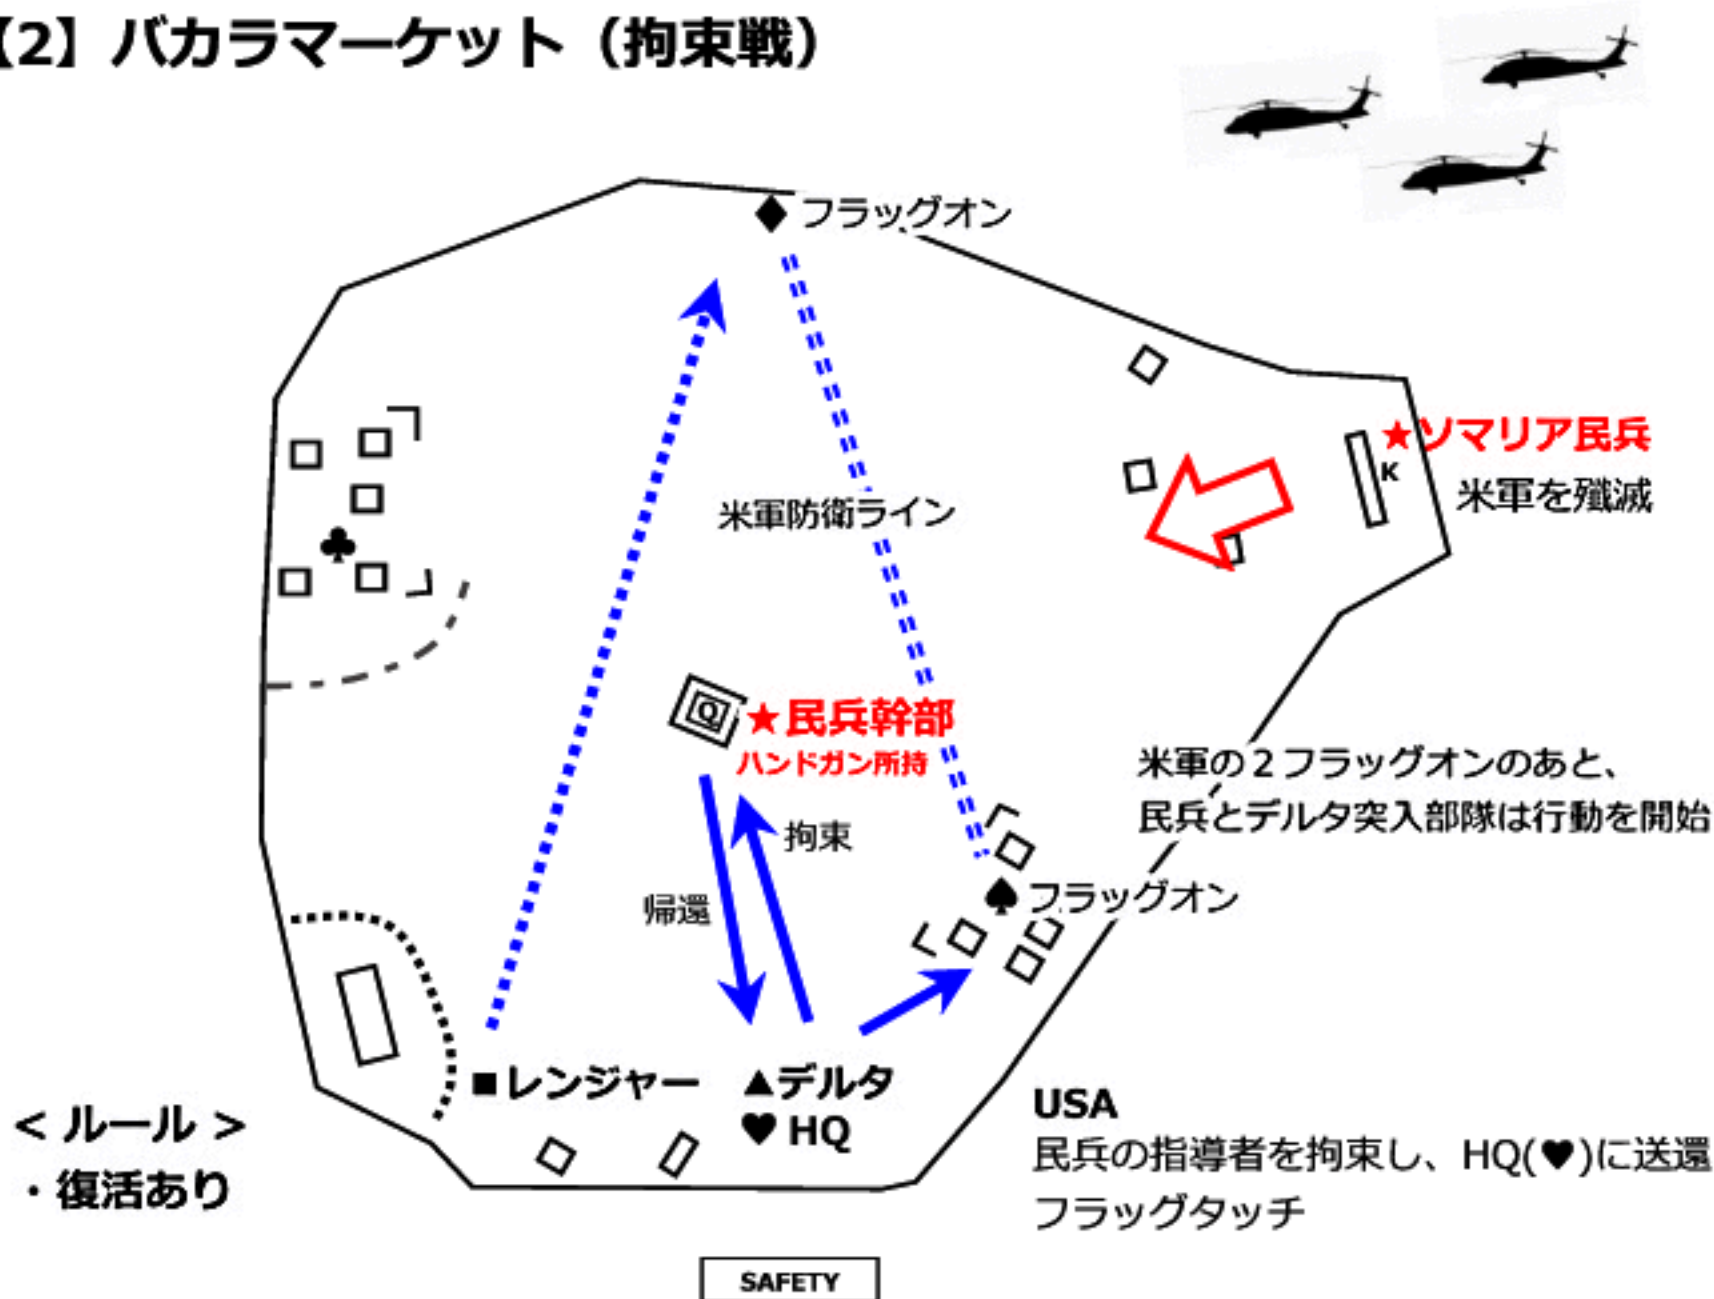 【2】バカラマーケット（拘束戦）
♦ フラッグオン
★ソマリア民兵
K
米軍を殲滅
米軍防衛ライン
Q
★民兵幹部
ハンドガン所持
米軍の２フラッグオンのあと、
民兵とデルタ突入部隊は行動を開始
拘束
♠ フラッグオン
帰還
■レンジャー
▲デルタ
♥ HQ
USA
民兵の指導者を拘束し、HQ(♥)に送還
フラッグタッチ
< ルール >
・復活あり
SAFETY